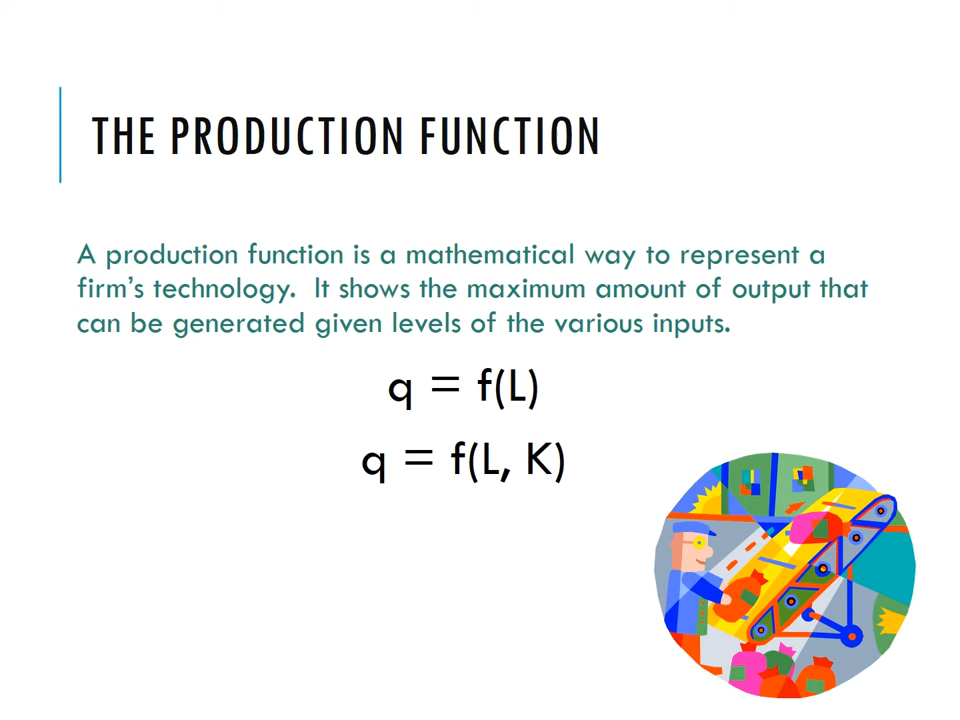 THE PRODUCTION FUNCTION
A production function is a mathematical way to represent a
firm’s technology.  It shows the maximum amount of output that
can be generated given levels of the various inputs.
q = f(L)
q = f(L, K)